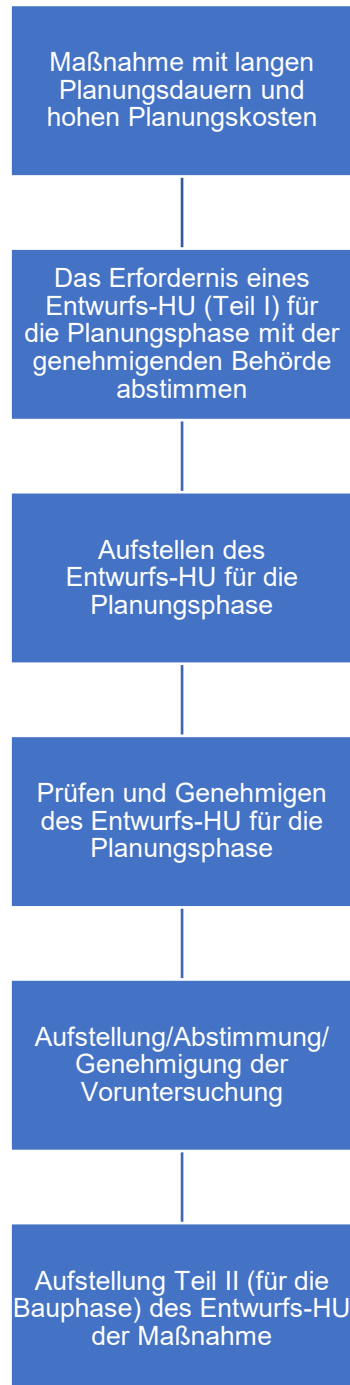 Maßnahme mit langen
Planungsdauern und
hohen Planungskosten
Das Erfordernis eines
Entwurfs-HU (Teil I) für
die Planungsphase mit der
genehmigenden Behörde
abstimmen
Aufstellen des
Entwurfs-HU für die
Planungsphase
Prüfen und Genehmigen
des Entwurfs-HU für die
Planungsphase
Aufstellung/Abstimmung/
Genehmigung der
Voruntersuchung
Aufstellung Teil II (für die
Bauphase) des Entwurfs-HU
der Maßnahme